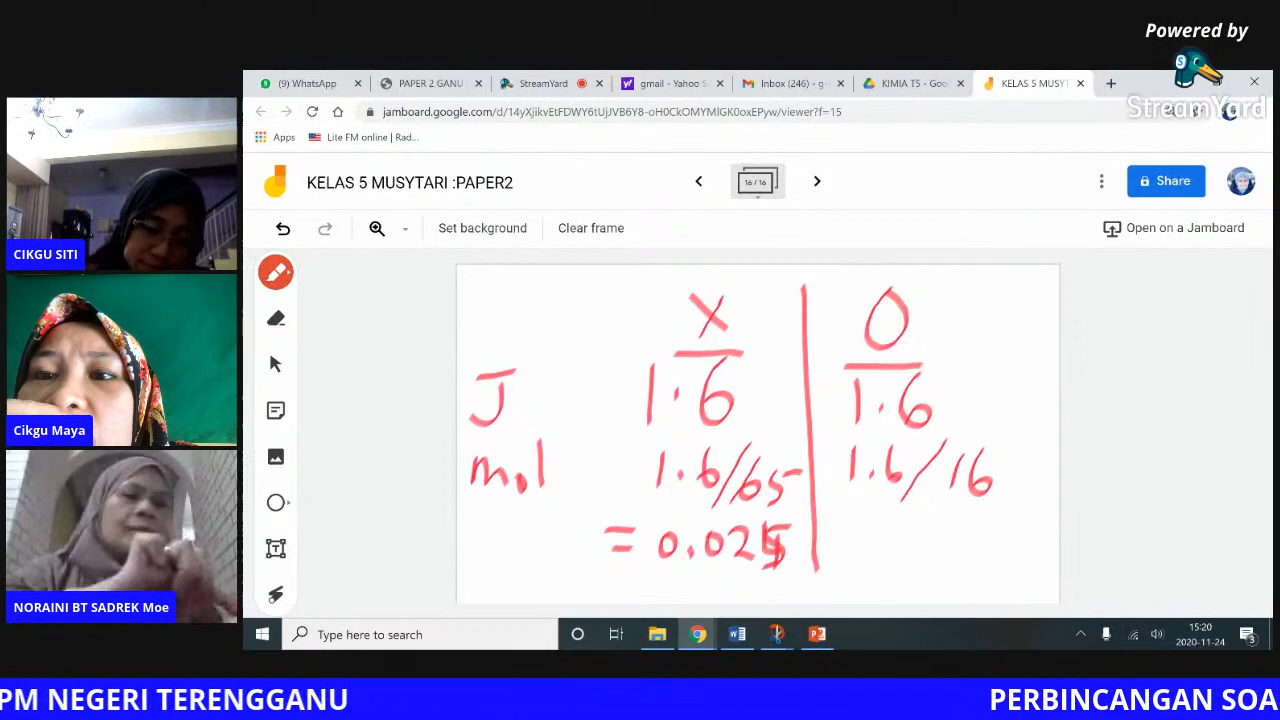 Powered by
StreamYard
(9) WhatsApp
PAPER 2 GANU
StreamYard
gmail - Yahoo S
Inbox (246) - g
KIMIA T5 - Goo
KELAS 5 MUSYT
jamboard.google.com/d/14yXjikvEtFDWY6tUjJVB6Y8-oH0CkOMYMlGK0oxEPyw/viewer?f=15
Apps
Lite FM online | Rad...
KELAS 5 MUSYTARI :PAPER2
16 / 16
Share
Set background
Clear frame
Open on a Jamboard
X O
J 1.6 1.6
mol 1.6/65 1.6/16
= 0.025
CIKGU SITI
Cikgu Maya
NORAINI BT SADREK Moe
Type here to search
15:20
2020-11-24
3
PM NEGERI TERENGGANU
PERBINCANGAN SOA